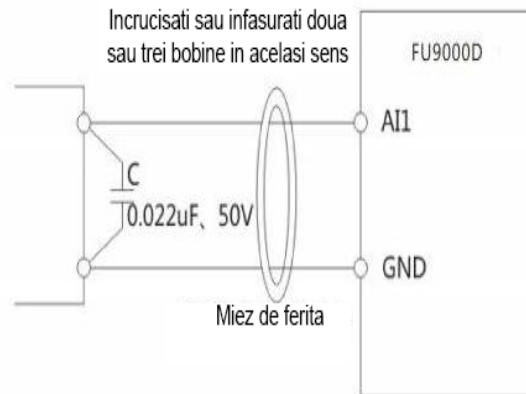 Incrucisati sau infasurati doua
sau trei bobine in acelasi sens
FU9000D
AI1
C
0.022uF、50V
GND
Miez de ferita